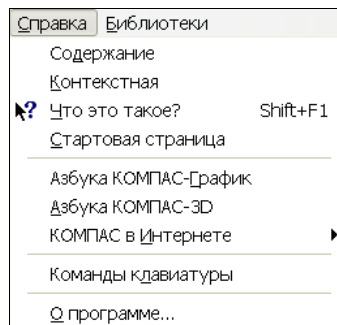 Справка Библиотеки
Содержание
Контекстная
Что это такое? Shift+F1
Стартовая страница
Азбука КОМПАС-График
Азбука КОМПАС-3D
КОМПАС в Интернете
Команды клавиатуры
О программе...